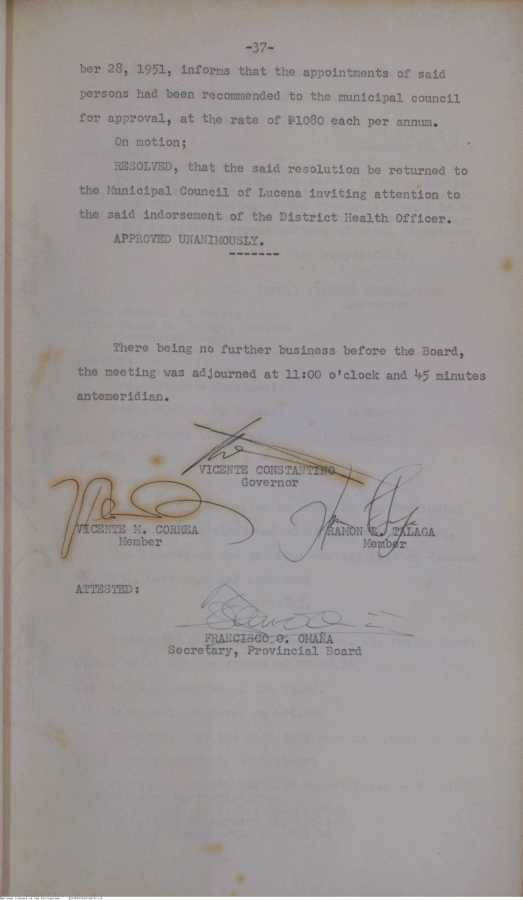 -37-
ber 28, 1951, informs that the appointments of said
persons had been recommended to the municipal council
for approval, at the rate of ₱1080 each per annum.
On motion;
RESOLVED, that the said resolution be returned to
the Municipal Council of Lucena inviting attention to
the said indorsement of the District Health Officer.
APPROVED UNANIMOUSLY.
-------
There being no further business before the Board,
the meeting was adjourned at 11:00 o'clock and 45 minutes
antemeridian.
VICENTE CONSTANTINO
Governor
VICENTE M. CORREA
Member
RAMON TALAGA
Member
ATTESTED:
FRANCISCO G. OMAÑA
Secretary, Provincial Board